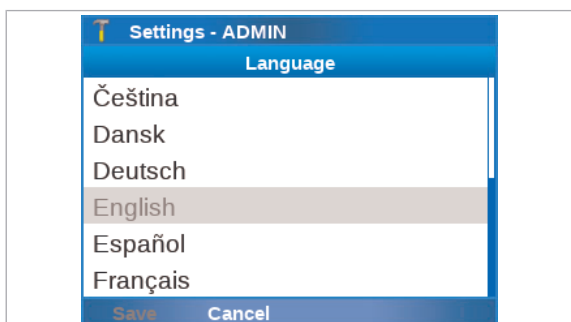 Settings - ADMIN
Language
Čeština
Dansk
Deutsch
English
Español
Français
Save Cancel